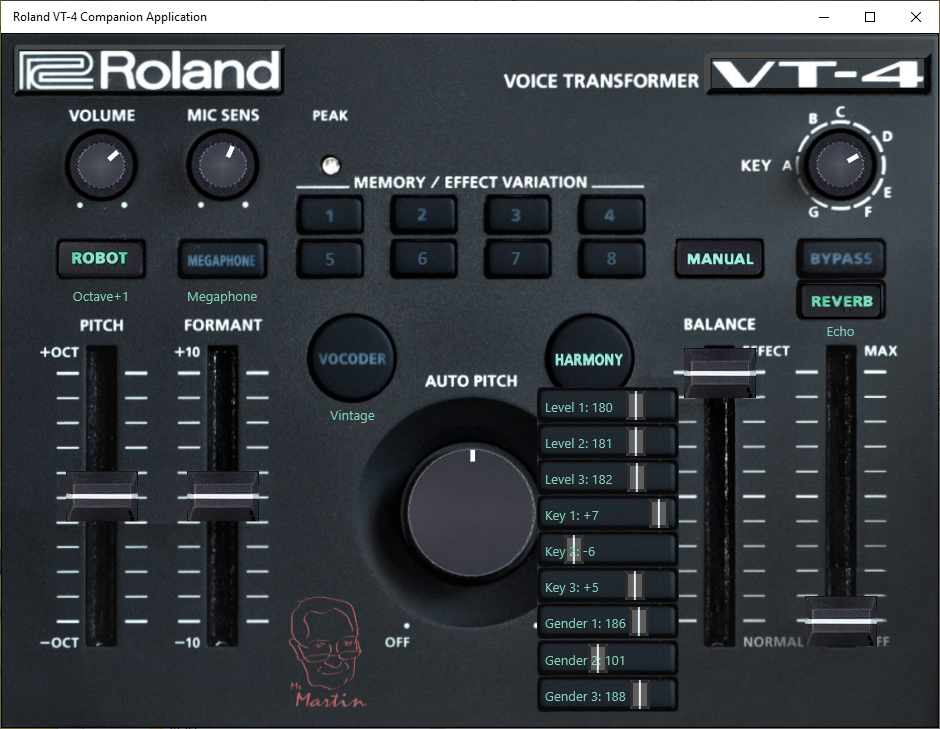 Roland VT-4 Companion Application
Roland
VOICE TRANSFORMER VT-4
VOLUME MIC SENS PEAK
B C D
KEY A E
G F
MEMORY / EFFECT VARIATION
1 2 3 4
5 6 7 8
ROBOT MEGAPHONE MANUAL BYPASS
Octave+1 Megaphone REVERB
Echo
PITCH FORMANT BALANCE
+OCT +10 MAX
VOCODER HARMONY
Vintage
AUTO PITCH
Level 1: 180
Level 2: 181
Level 3: 182
Key 1: +7
Key 2: -6
Key 3: +5
Gender 1: 186
Gender 2: 101
Gender 3: 188
-OCT -10 OFF NORMAL
Mr
Martin